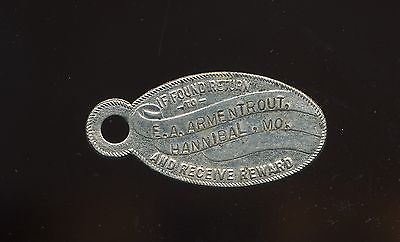 IF FOUND RETURN
-TO-
E.A. ARMENTROUT,
HANNIBAL, MO.
AND RECEIVE REWARD